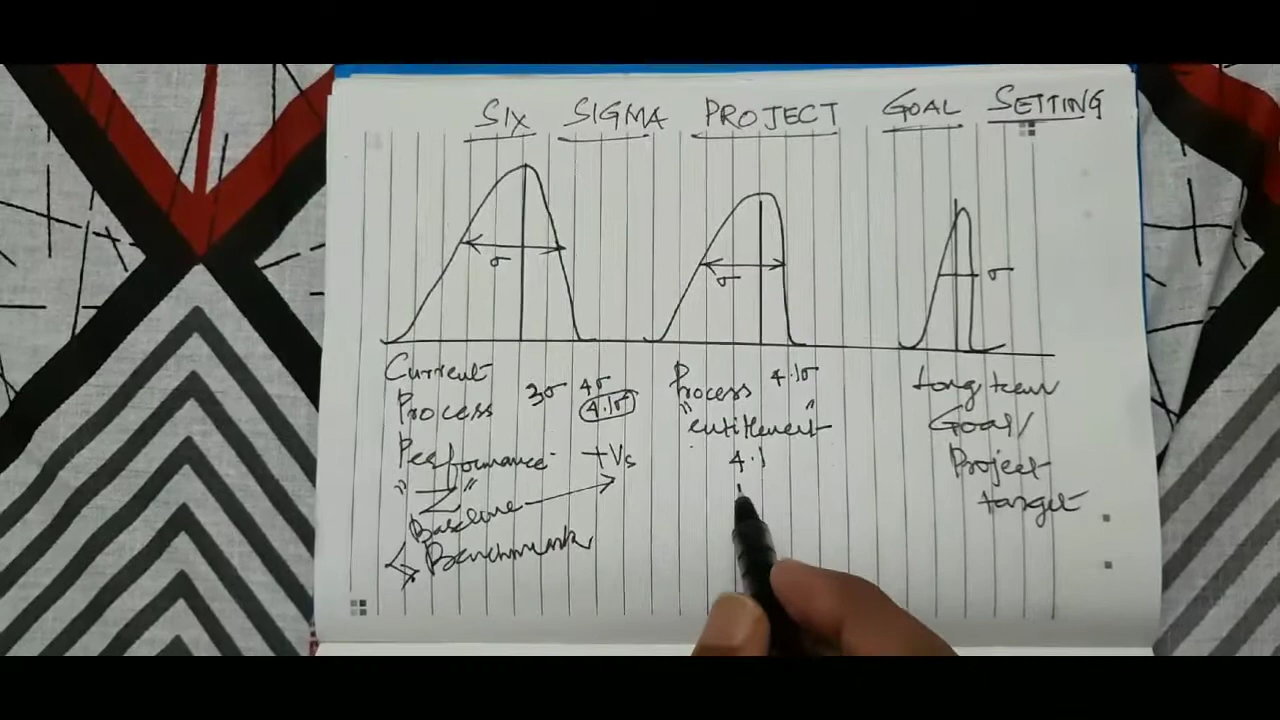 SIX SIGMA PROJECT GOAL SETTING
σ
σ
σ
Current
Process 3σ 4σ
4.1σ
Performance +Vs
"Z"
Baseline
Benchmark
Process 4.1σ
"entitlement"
4.1
Long term
Goal/
Project
target